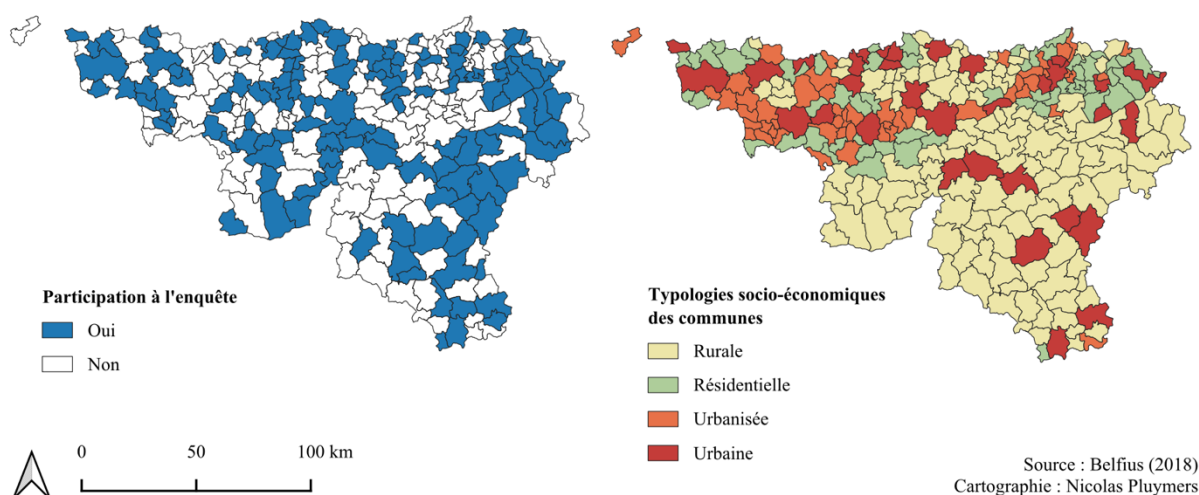 Participation à l'enquête
Oui
Non
0 50 100 km
Typologies socio-économiques
des communes
Rurale
Résidentielle
Urbanisée
Urbaine
Source : Belfius (2018)
Cartographie : Nicolas Pluymers